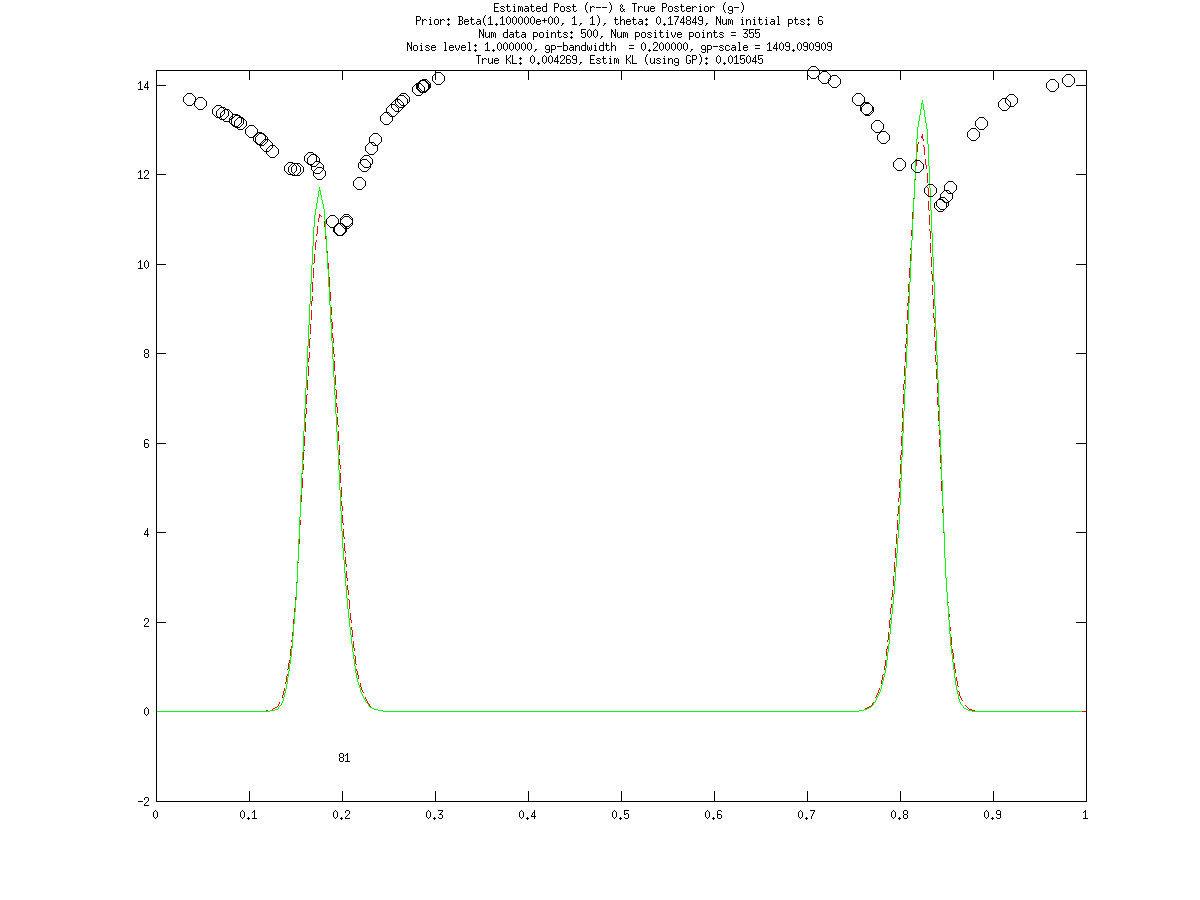 Estimated Post (r--) & True Posterior (g-)
Prior: Beta(1.100000e+00, 1, 1), theta: 0.174849, Num initial pts: 6
Num data points: 500, Num positive points = 355
Noise level: 1.000000, gp-bandwidth  = 0.200000, gp-scale = 1409.090909
True KL: 0.004269, Estim KL (using GP): 0.015045
14
12
10
8
6
4
2
0
81
-2
0 0.1 0.2 0.3 0.4 0.5 0.6 0.7 0.8 0.9 1